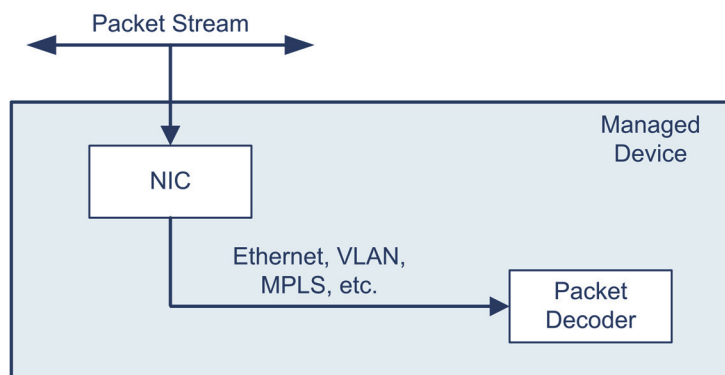 Packet Stream
Managed
Device
NIC
Ethernet, VLAN,
MPLS, etc.
Packet
Decoder